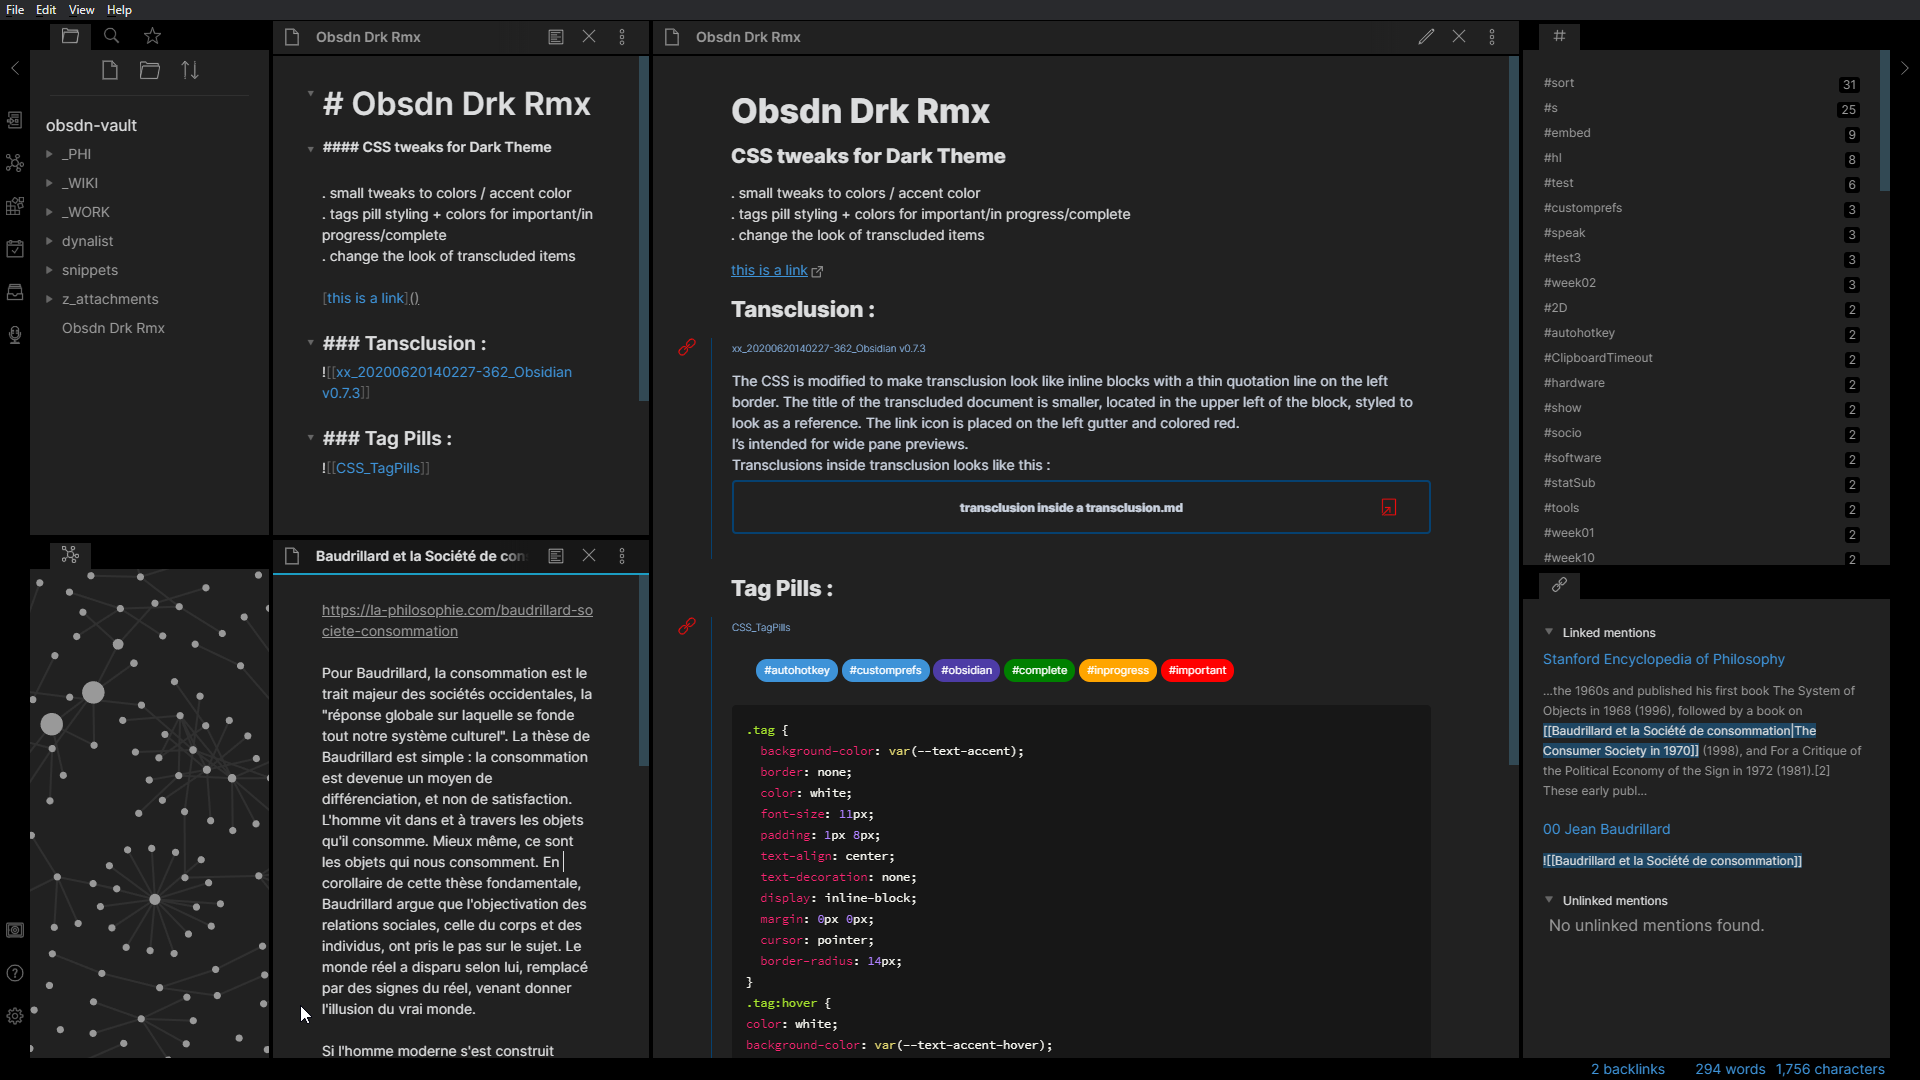 File Edit View Help
obsdn-vault
_PHI
_WIKI
_WORK
dynalist
snippets
z_attachments
Obsdn Drk Rmx
Obsdn Drk Rmx
# Obsdn Drk Rmx
#### CSS tweaks for Dark Theme
. small tweaks to colors / accent color
. tags pill styling + colors for important/in
progress/complete
. change the look of transcluded items
[this is a link]()
### Tansclusion :
![[xx_20200620140227-362_Obsidian
v0.7.3]]
### Tag Pills :
![[CSS_TagPills]]
Baudrillard et la Société de con
https://la-philosophie.com/baudrillard-so
ciete-consommation
Pour Baudrillard, la consommation est le
trait majeur des sociétés occidentales, la
"réponse globale sur laquelle se fonde
tout notre système culturel". La thèse de
Baudrillard est simple : la consommation
est devenue un moyen de
différenciation, et non de satisfaction.
L'homme vit dans et à travers les objets
qu'il consomme. Mieux même, ce sont
les objets qui nous consomment. En
corollaire de cette thèse fondamentale,
Baudrillard argue que l'objectivation des
relations sociales, celle du corps et des
individus, ont pris le pas sur le sujet. Le
monde réel a disparu selon lui, remplacé
par des signes du réel, venant donner
l'illusion du vrai monde.
Si l'homme moderne s'est construit
Obsdn Drk Rmx
Obsdn Drk Rmx
CSS tweaks for Dark Theme
. small tweaks to colors / accent color
. tags pill styling + colors for important/in progress/complete
. change the look of transcluded items
this is a link
Tansclusion :
xx_20200620140227-362_Obsidian v0.7.3
The CSS is modified to make transclusion look like inline blocks with a thin quotation line on the left
border. The title of the transcluded document is smaller, located in the upper left of the block, styled to
look as a reference. The link icon is placed on the left gutter and colored red.
I's intended for wide pane previews.
Transclusions inside transclusion looks like this :
transclusion inside a transclusion.md
Tag Pills :
CSS_TagPills
#autohotkey #customprefs #obsidian #complete #inprogress #important
.tag {
background-color: var(--text-accent);
border: none;
color: white;
font-size: 11px;
padding: 1px 8px;
text-align: center;
text-decoration: none;
display: inline-block;
margin: 0px 0px;
cursor: pointer;
border-radius: 14px;
}
.tag:hover {
color: white;
background-color: var(--text-accent-hover);
#
#sort 31
#s 25
#embed 9
#hl 8
#test 6
#customprefs 3
#speak 3
#test3 3
#week02 3
#2D 2
#autohotkey 2
#ClipboardTimeout 2
#hardware 2
#show 2
#socio 2
#software 2
#statSub 2
#tools 2
#week01 2
#week10 2
Linked mentions
Stanford Encyclopedia of Philosophy
...the 1960s and published his first book The System of
Objects in 1968 (1996), followed by a book on
[[Baudrillard et la Société de consommation|The
Consumer Society in 1970]] (1998), and For a Critique of
the Political Economy of the Sign in 1972 (1981).[2]
These early publ...
00 Jean Baudrillard
![[Baudrillard et la Société de consommation]]
Unlinked mentions
No unlinked mentions found.
2 backlinks 294 words 1,756 characters